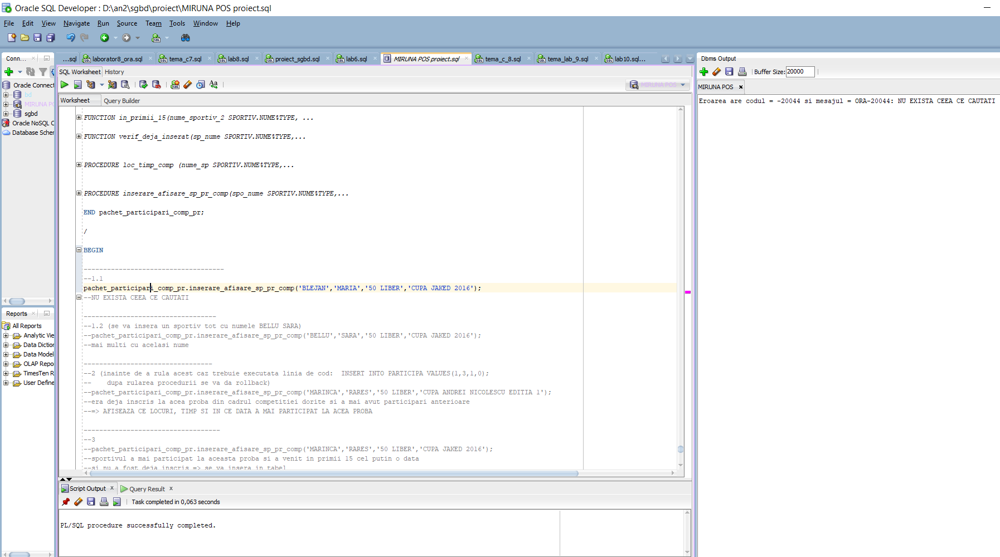 Oracle SQL Developer : D:\an2\sgbd\proiect\MIRUNA POS proiect.sql
File Edit View Navigate Run Source Team Tools Window Help
Conn...
...sql laborator8_ora.sql tema_c7.sql lab8.sql proiect_sgbd.sql lab6.sql MIRUNA POS proiect.sql tema_c_8.sql tema_lab_9.sql lab10.sql...
Oracle Connect
bd
MIRUNA PO
sgbd
Oracle NoSQL C
Database Scher
Reports
All Reports
Analytic Vie
Data Diction
Data Model
OLAP Repo
TimesTen R
User Define
SQL Worksheet History
MIRUNA POS
Worksheet Query Builder
FUNCTION in_primii_15(nume_sportiv_2 SPORTIV.NUME%TYPE, ...
FUNCTION verif_deja_inserat(sp_nume SPORTIV.NUME%TYPE,...
PROCEDURE loc_timp_comp (nume_sp SPORTIV.NUME%TYPE,...
PROCEDURE inserare_afisare_sp_pr_comp(spo_nume SPORTIV.NUME%TYPE,...
END pachet_participari_comp_pr;
/
BEGIN
------------------------------------
--1.1
pachet_participari_comp_pr.inserare_afisare_sp_pr_comp('BLEJAN','MARIA','50 LIBER','CUPA JAKED 2016');
--NU EXISTA CEEA CE CAUTATI
----------------------------------
--1.2 (se va insera un sportiv tot cu numele BELLU SARA)
--pachet_participari_comp_pr.inserare_afisare_sp_pr_comp('BELLU','SARA','50 LIBER','CUPA JAKED 2016');
--mai multi cu acelasi nume
---------------------------------
--2 (inainte de a rula acest caz trebuie executata linia de cod:  INSERT INTO PARTICIPA VALUES(1,3,1,0);
--    dupa rularea procedurii se va da rollback)
--pachet_participari_comp_pr.inserare_afisare_sp_pr_comp('MARINCA','RARES','50 LIBER','CUPA ANDREI NICOLESCU EDITIA 1');
--era deja inscris la acea proba din cadrul competitiei dorite si a mai avut participari anterioare
--=> AFISEAZA CE LOCURI, TIMP SI IN CE DATA A MAI PARTICIPAT LA ACEA PROBA
-----------------------------------
--3
--pachet_participari_comp_pr.inserare_afisare_sp_pr_comp('MARINCA','RARES','50 LIBER','CUPA JAKED 2016');
--sportivul a mai participat la aceasta proba si a venit in primii 15 cel putin o data
--si nu a fost deja inscris => se va insera in tabel
Script Output Query Result
Task completed in 0,063 seconds
PL/SQL procedure successfully completed.
Dbms Output
Buffer Size: 20000
MIRUNA POS
Eroarea are codul = -20044 si mesajul = ORA-20044: NU EXISTA CEEA CE CAUTATI